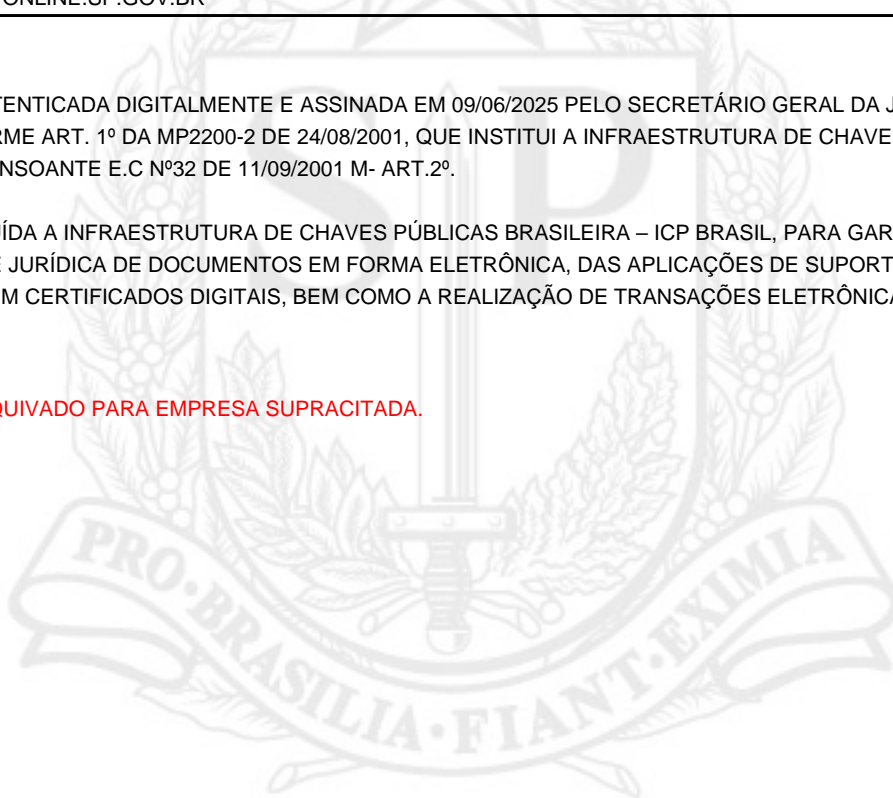 ONLINE.SP.GOV.BR
TENTICADA DIGITALMENTE E ASSINADA EM 09/06/2025 PELO SECRETÁRIO GERAL DA J
RME ART. 1º DA MP2200-2 DE 24/08/2001, QUE INSTITUI A INFRAESTRUTURA DE CHAVE
NSOANTE E.C Nº32 DE 11/09/2001 M- ART.2º.
UÍDA A INFRAESTRUTURA DE CHAVES PÚBLICAS BRASILEIRA – ICP BRASIL, PARA GAR
E JURÍDICA DE DOCUMENTOS EM FORMA ELETRÔNICA, DAS APLICAÇÕES DE SUPORT
M CERTIFICADOS DIGITAIS, BEM COMO A REALIZAÇÃO DE TRANSAÇÕES ELETRÔNICA
QUIVADO PARA EMPRESA SUPRACITADA.
SP
PRO·BRASILIA·FIANT·EXIMIA